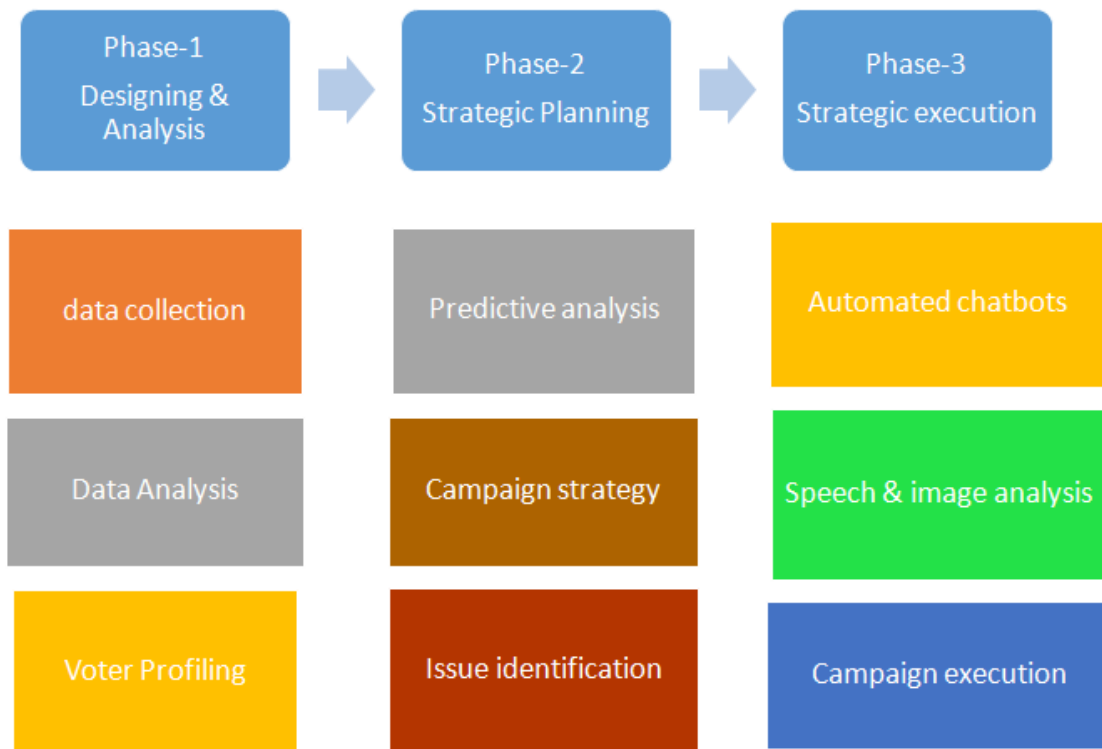 Phase-1
Designing &
Analysis
Phase-2
Strategic Planning
Phase-3
Strategic execution
data collection
Predictive analysis
Automated chatbots
Data Analysis
Campaign strategy
Speech & image analysis
Voter Profiling
Issue identification
Campaign execution